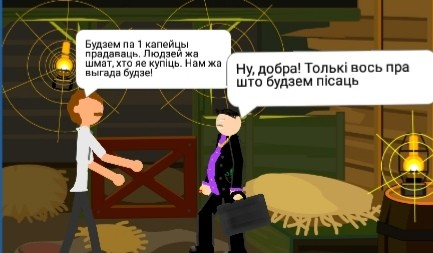 Будзем па 1 капейцы
прадаваць. Людзей жа
шмат, хто яе купіць. Нам жа
выгада будзе!
Ну, добра! Толькі вось пра
што будзем пісаць